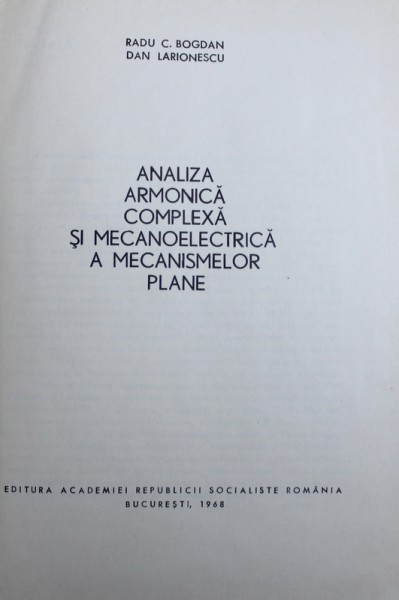 RADU C. BOGDAN
DAN LARIONESCU
ANALIZA
ARMONICĂ
COMPLEXĂ
ŞI MECANOELECTRICĂ
A MECANISMELOR
PLANE
EDITURA ACADEMIEI REPUBLICII SOCIALISTE ROMÂNIA
BUCUREŞTI, 1968